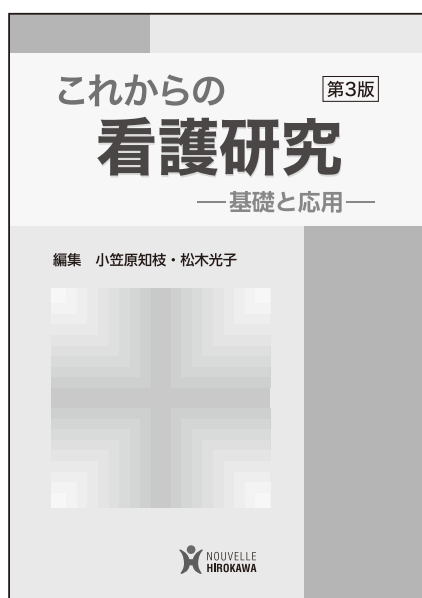 これからの
第3版
看護研究
―基礎と応用―
編集 小笠原知枝・松木光子
NOUVELLE
HIROKAWA